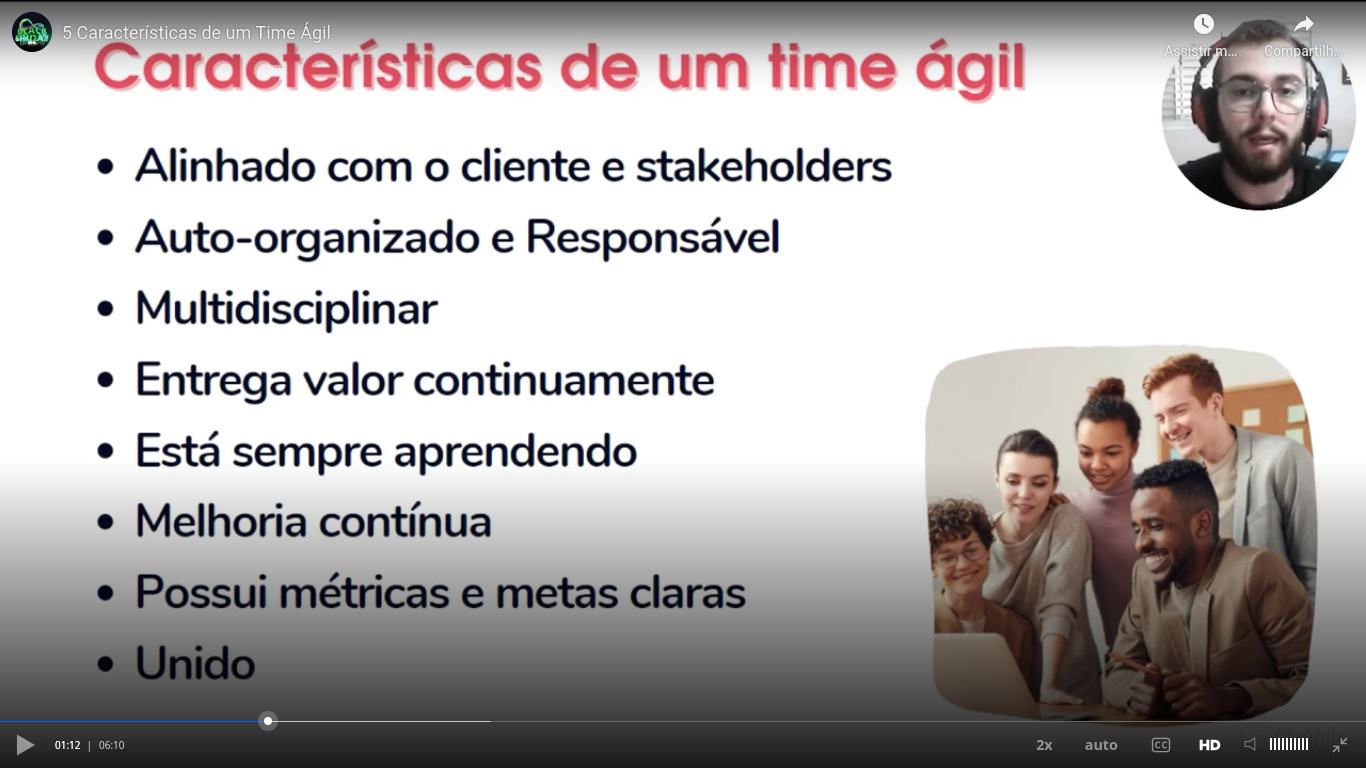 5 Características de um Time Ágil
Assistir m...
Compartilh...
Características de um time ágil
• Alinhado com o cliente e stakeholders
• Auto-organizado e Responsável
• Multidisciplinar
• Entrega valor continuamente
• Está sempre aprendendo
• Melhoria contínua
• Possui métricas e metas claras
• Unido
01:12 | 06:10
2x
auto
CC
HD